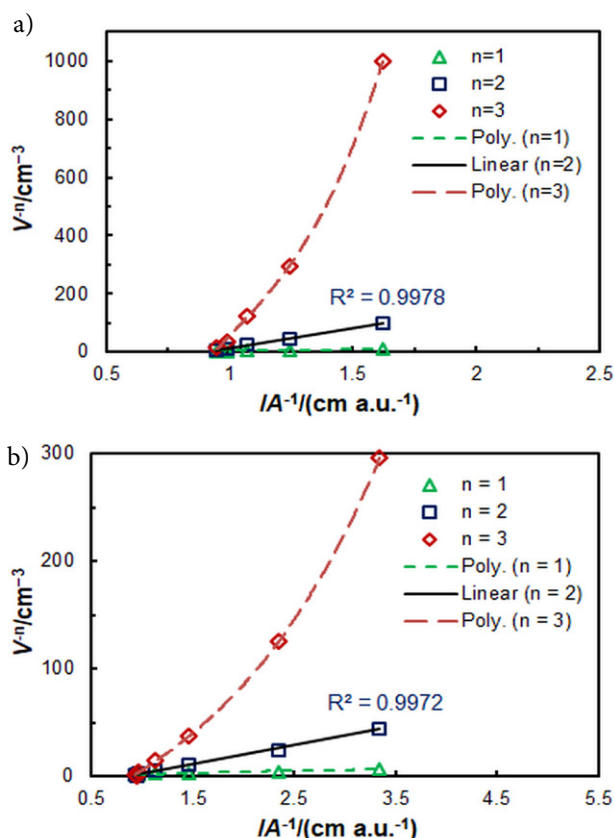 a)
1000
800
600
400
200
0
V⁻ⁿ/cm⁻³
n=1
n=2
n=3
Poly. (n=1)
Linear (n=2)
Poly. (n=3)
R² = 0.9978
0.5 1 1.5 2 2.5
lA⁻¹/(cm a.u.⁻¹)
b)
300
200
100
0
V⁻ⁿ/cm⁻³
n = 1
n = 2
n = 3
Poly. (n = 1)
Linear (n = 2)
Poly. (n = 3)
R² = 0.9972
0.5 1.5 2.5 3.5 4.5 5.5
lA⁻¹/(cm a.u.⁻¹)